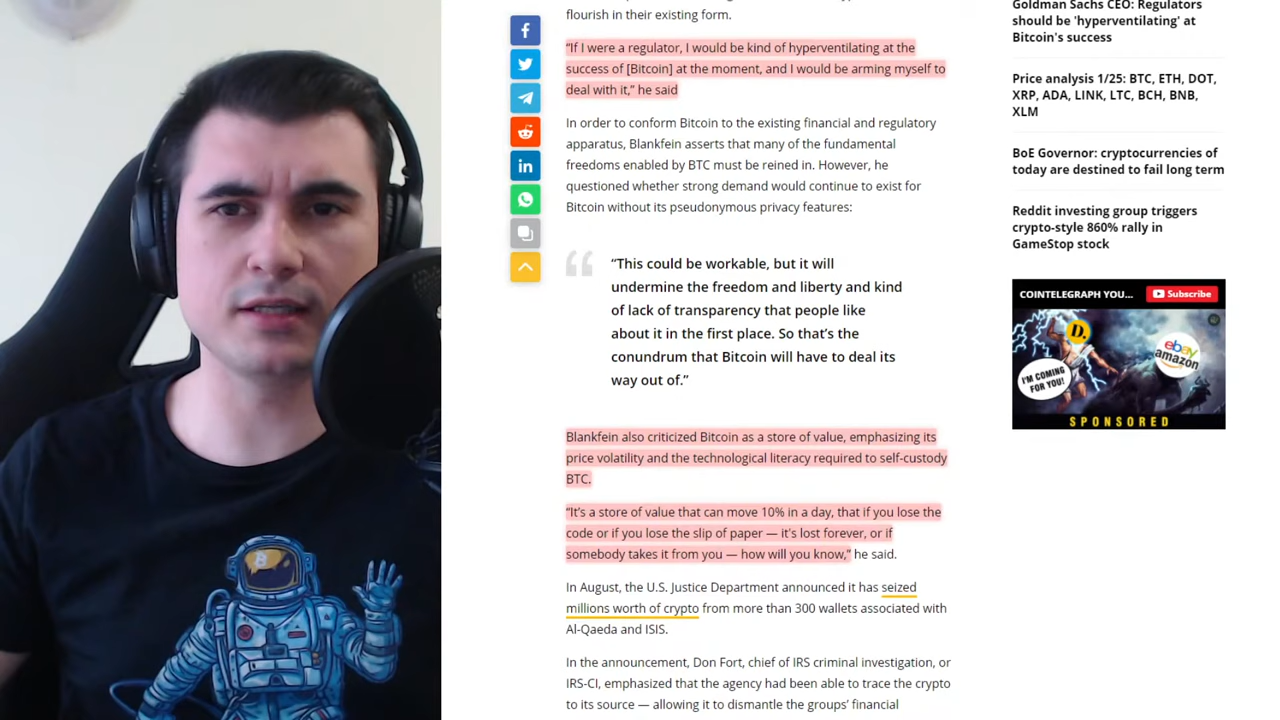 flourish in their existing form.
“If I were a regulator, I would be kind of hyperventilating at the
success of [Bitcoin] at the moment, and I would be arming myself to
deal with it,” he said
In order to conform Bitcoin to the existing financial and regulatory
apparatus, Blankfein asserts that many of the fundamental
freedoms enabled by BTC must be reined in. However, he
questioned whether strong demand would continue to exist for
Bitcoin without its pseudonymous privacy features:
“This could be workable, but it will
undermine the freedom and liberty and kind
of lack of transparency that people like
about it in the first place. So that’s the
conundrum that Bitcoin will have to deal its
way out of.”
Blankfein also criticized Bitcoin as a store of value, emphasizing its
price volatility and the technological literacy required to self-custody
BTC.
“It’s a store of value that can move 10% in a day, that if you lose the
code or if you lose the slip of paper — it’s lost forever, or if
somebody takes it from you — how will you know,” he said.
In August, the U.S. Justice Department announced it has seized
millions worth of crypto from more than 300 wallets associated with
Al-Qaeda and ISIS.
In the announcement, Don Fort, chief of IRS criminal investigation, or
IRS-CI, emphasized that the agency had been able to trace the crypto
to its source — allowing it to dismantle the groups’ financial
Goldman Sachs CEO: Regulators
should be 'hyperventilating' at
Bitcoin's success
Price analysis 1/25: BTC, ETH, DOT,
XRP, ADA, LINK, LTC, BCH, BNB,
XLM
BoE Governor: cryptocurrencies of
today are destined to fail long term
Reddit investing group triggers
crypto-style 860% rally in
GameStop stock
COINTELEGRAPH YOU...
Subscribe
D.
ebay
amazon
I'M COMING
FOR YOU!
SPONSORED